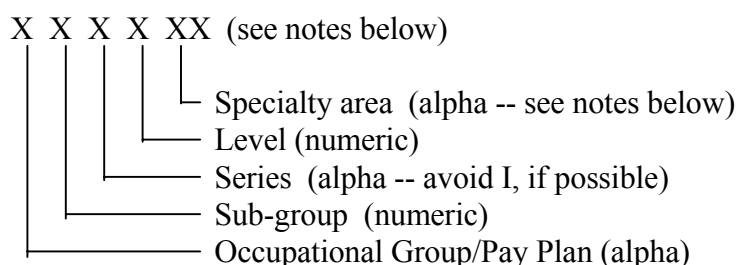 X X X X XX (see notes below)
Specialty area (alpha -- see notes below)
Level (numeric)
Series (alpha -- avoid I, if possible)
Sub-group (numeric)
Occupational Group/Pay Plan (alpha)